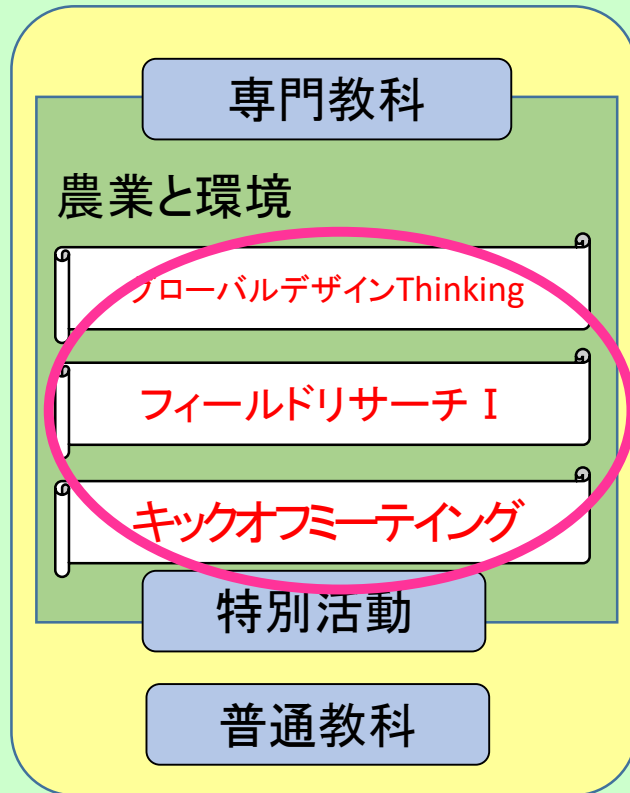 専門教科
農業と環境
グローバルデザインThinking
フィールドリサーチ Ⅰ
キックオフミーテイング
特別活動
普通教科